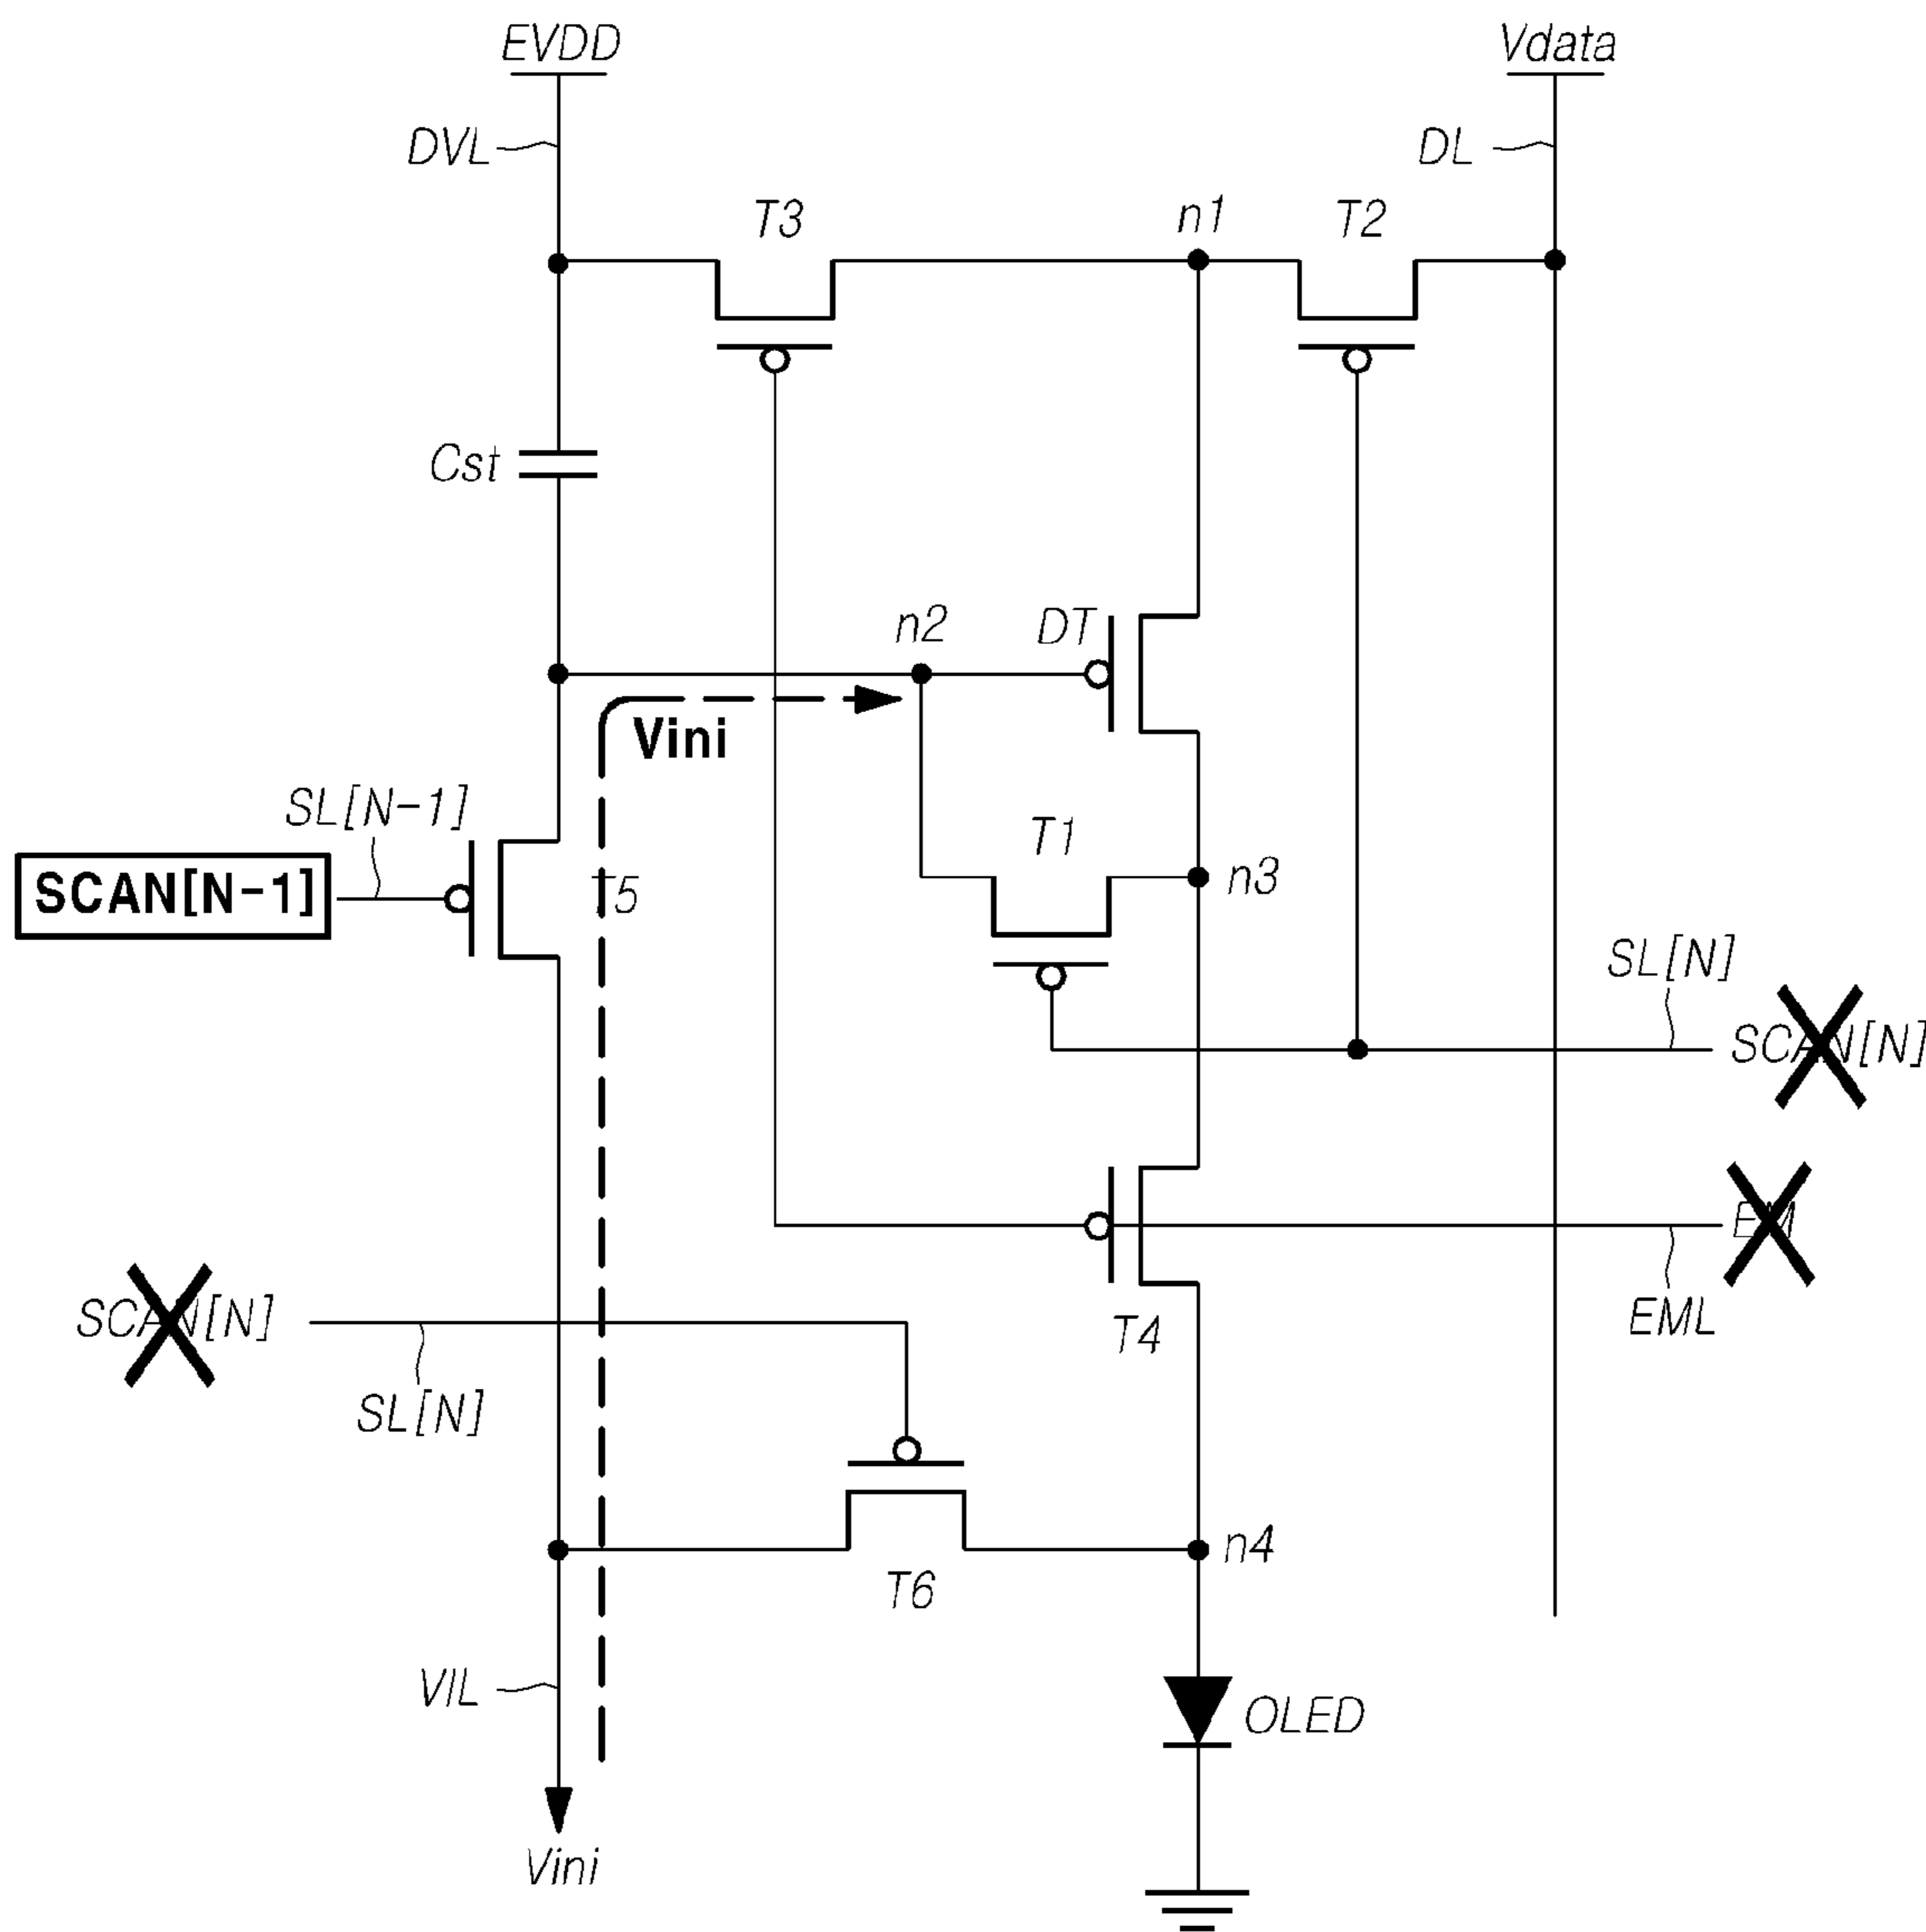 EVDD
Vdata
DVL
DL
T3
n1
T2
Cst
n2
DT
Vini
SL[N-1]
T1
SCAN[N-1]
T5
n3
SL[N]
SCAN[N]
EM
SCAN[N]
T4
EML
SL[N]
n4
T6
VIL
OLED
Vini